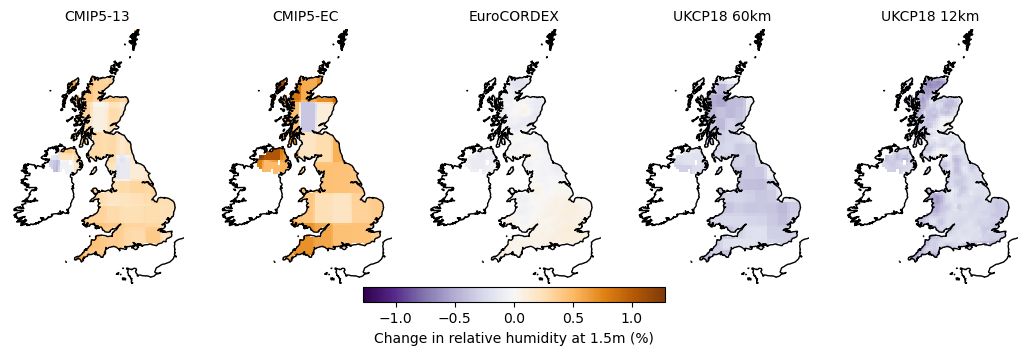 CMIP5-13 CMIP5-EC EuroCORDEX UKCP18 60km UKCP18 12km
−1.0 −0.5 0.0 0.5 1.0
Change in relative humidity at 1.5m (%)